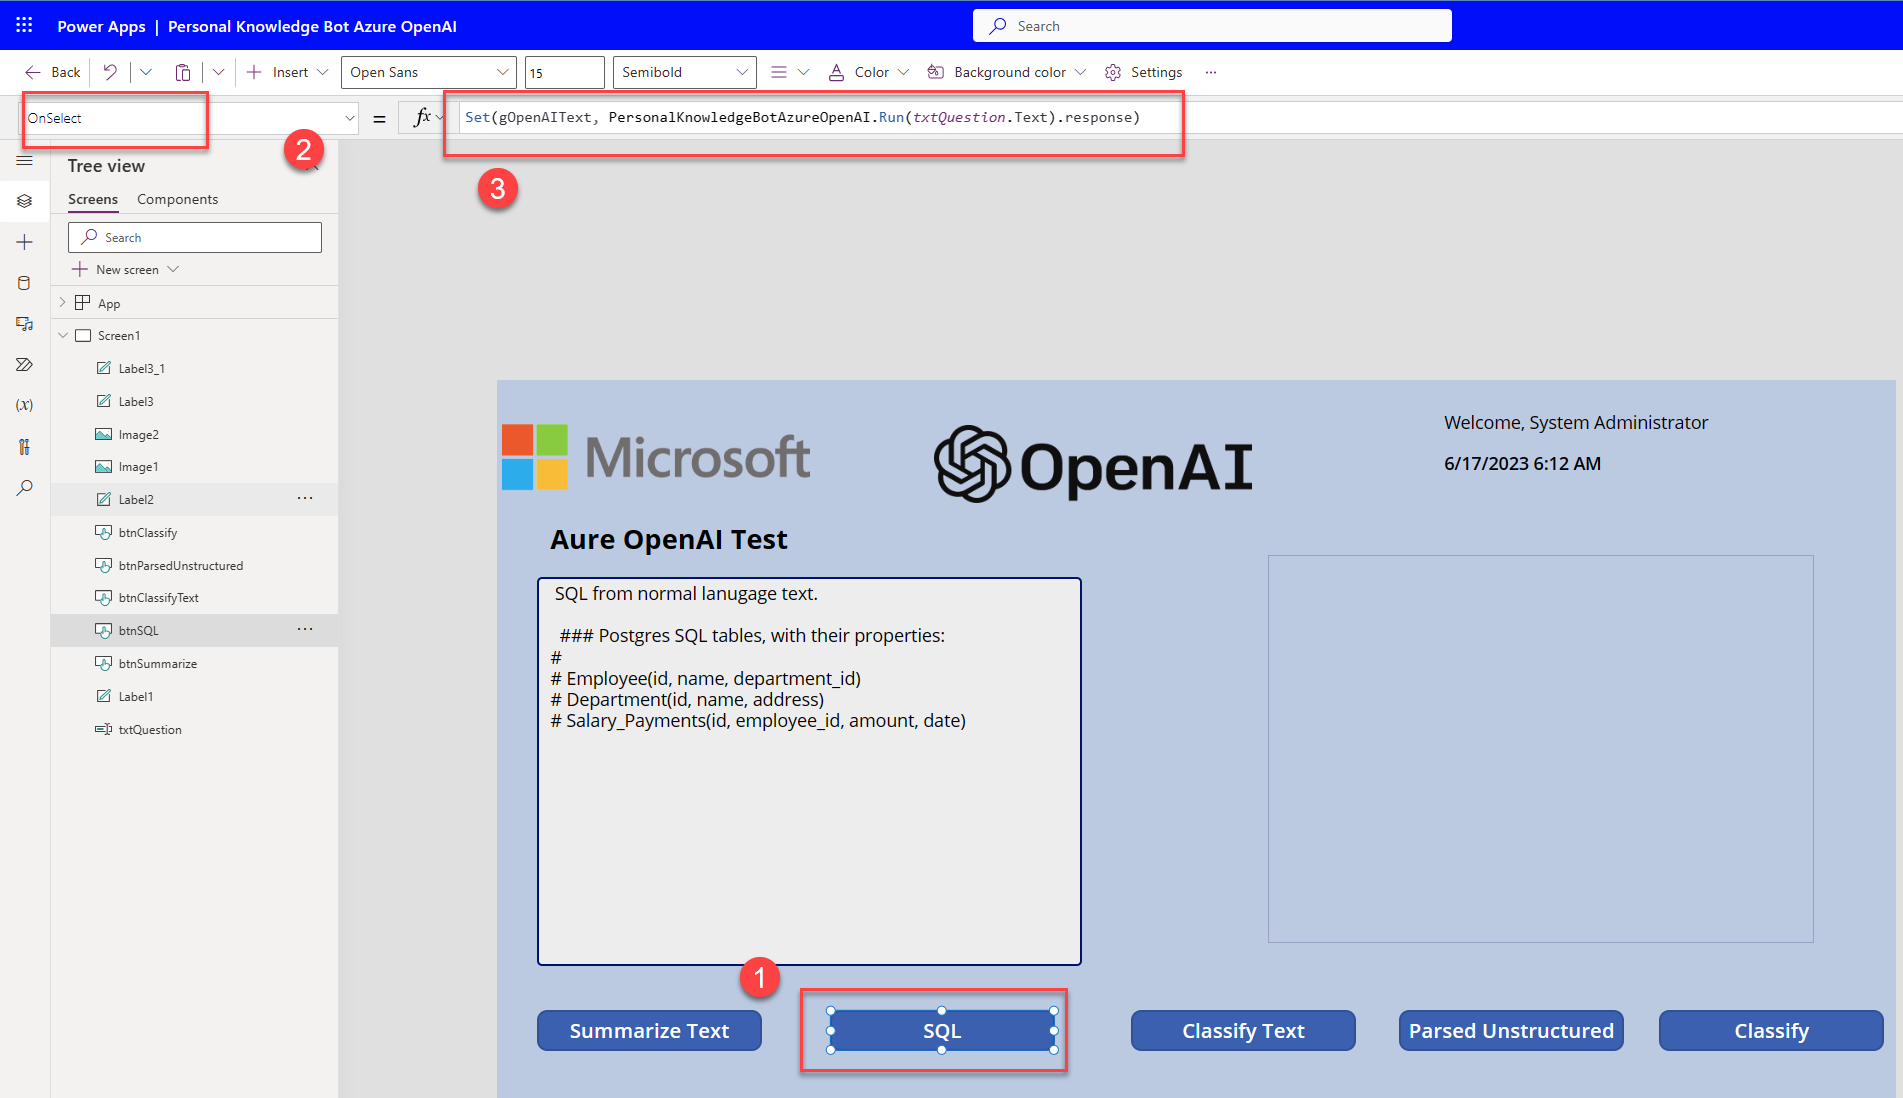 Power Apps | Personal Knowledge Bot Azure OpenAI
Search
Back
Insert
Open Sans
15
Semibold
Color
Background color
Settings
OnSelect
=
fx
Set(gOpenAIText, PersonalKnowledgeBotAzureOpenAI.Run(txtQuestion.Text).response)
2
3
Tree view
Screens
Components
Search
New screen
App
Screen1
(x)
Label3_1
Label3
Image2
Image1
Label2
btnClassify
btnParsedUnstructured
btnClassifyText
btnSQL
btnSummarize
Label1
txtQuestion
Microsoft
OpenAI
Welcome, System Administrator
6/17/2023 6:12 AM
Aure OpenAI Test
SQL from normal lanugage text.
### Postgres SQL tables, with their properties:
#
# Employee(id, name, department_id)
# Department(id, name, address)
# Salary_Payments(id, employee_id, amount, date)
1
Summarize Text
SQL
Classify Text
Parsed Unstructured
Classify